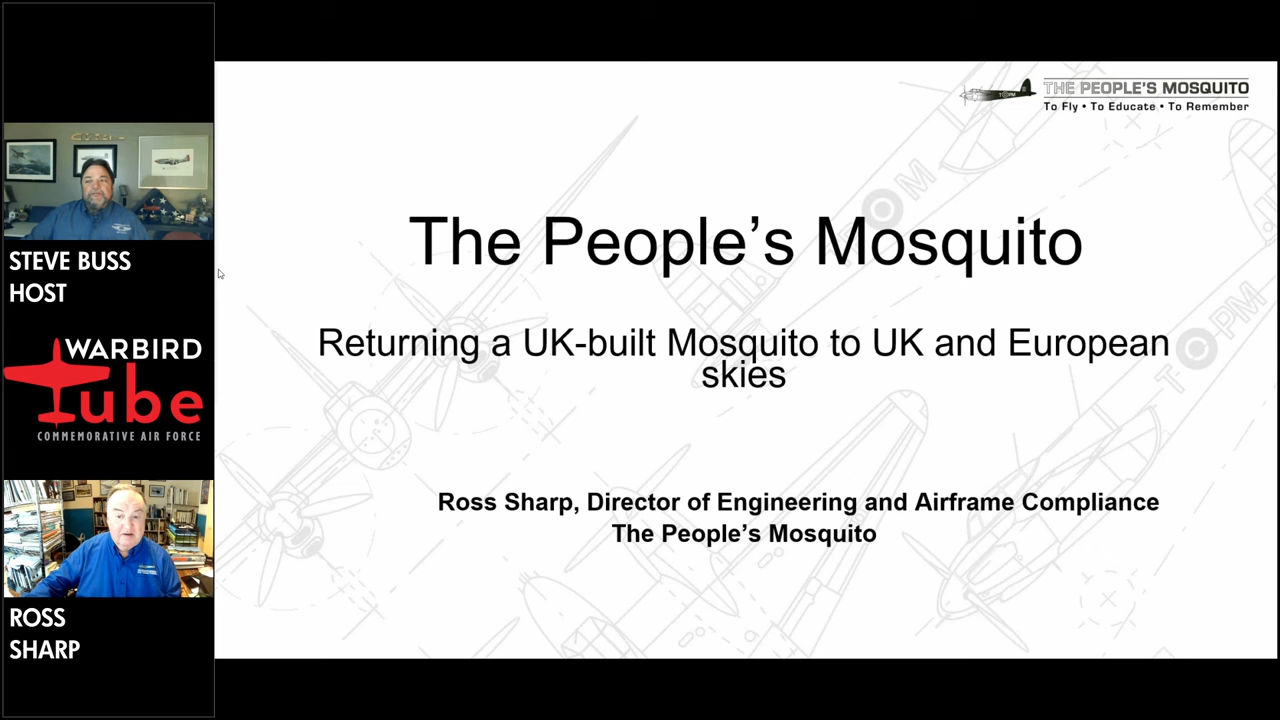 STEVE BUSS
HOST
WARBIRD
Tube
COMMEMORATIVE AIR FORCE
ROSS
SHARP
THE PEOPLE'S MOSQUITO
To Fly • To Educate • To Remember
The People’s Mosquito
Returning a UK-built Mosquito to UK and European
skies
Ross Sharp, Director of Engineering and Airframe Compliance
The People’s Mosquito
M
T PM